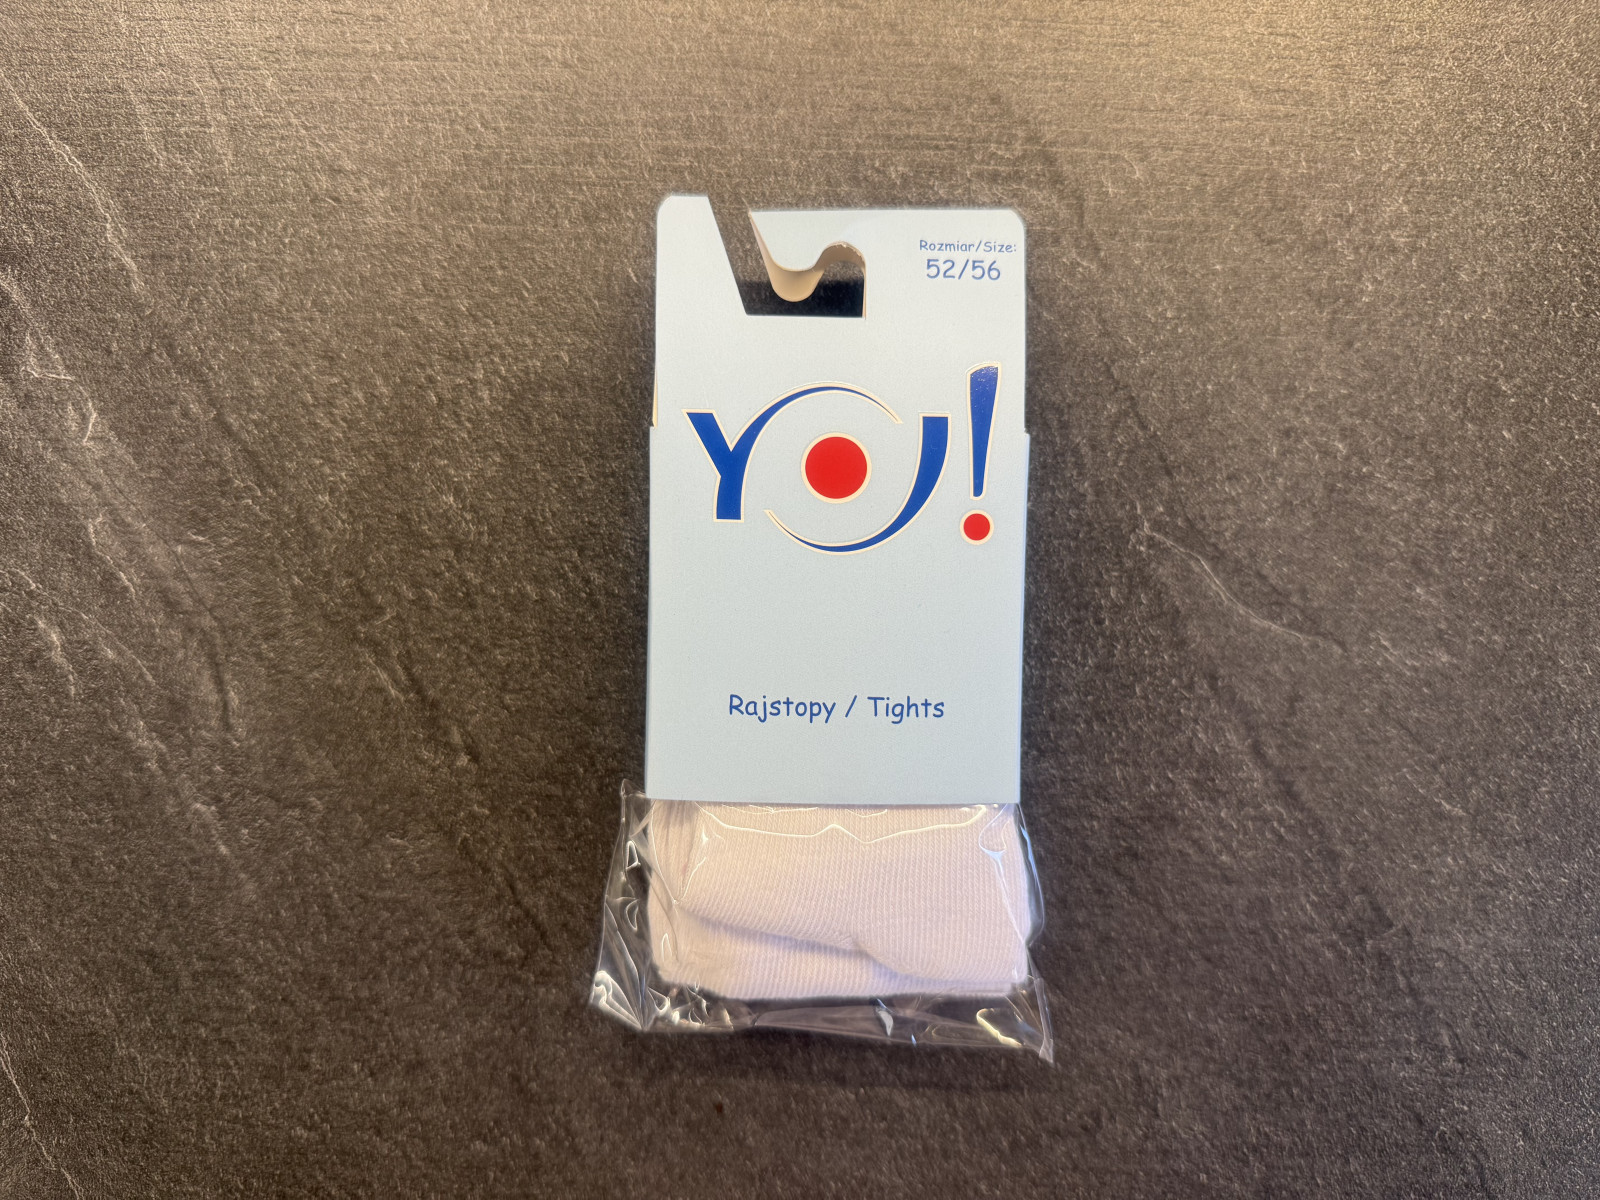 Rozmiar/Size:
52/56
YO!
Rajstopy / Tights